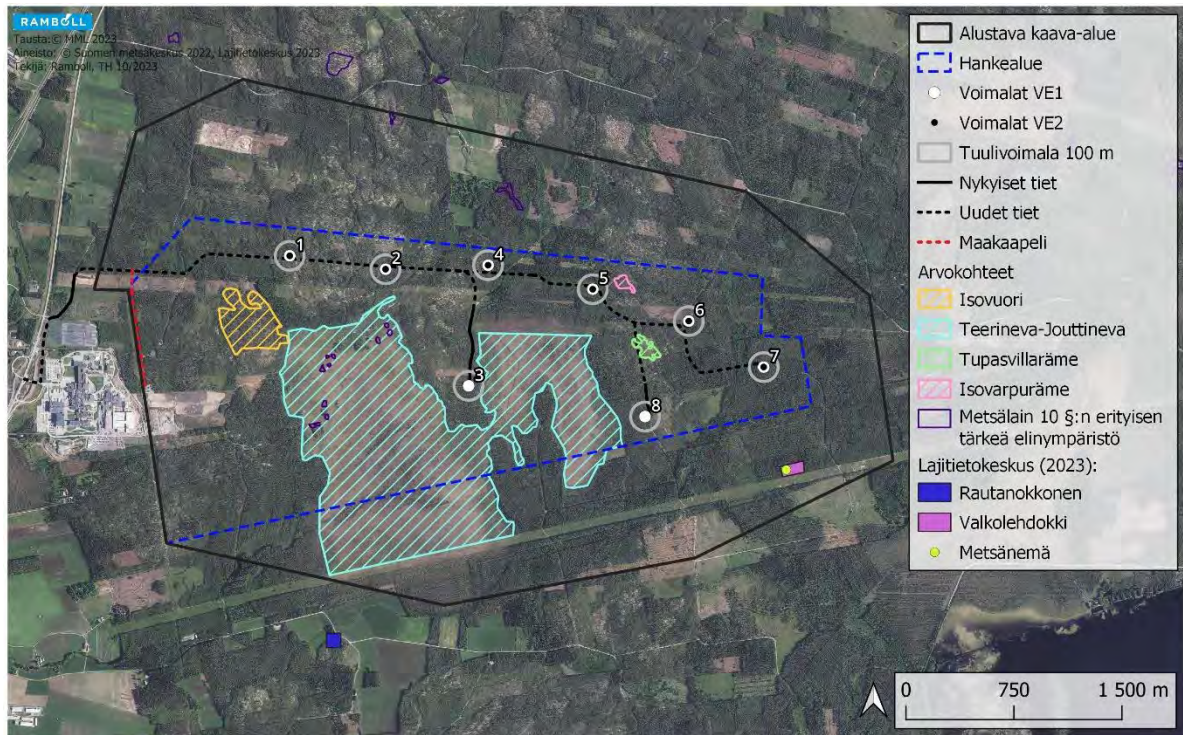 RAMBOLL
Tausta: © MML 2023
Aineisto: © Suomen metsäkeskus 2022, Lajitietokeskus 2023
Tekijä: Ramboll, TH 10/2023
Alustava kaava-alue
Hankealue
Voimalat VE1
Voimalat VE2
Tuulivoimala 100 m
Nykyiset tiet
Uudet tiet
Maakaapeli
Arvokohteet
Isovuori
Teerineva-Jouttineva
Tupasvillaräme
Isovarpuräme
Metsälain 10 §:n erityisen
tärkeä elinympäristö
Lajitietokeskus (2023):
Rautanokkonen
Valkolehdokki
Metsänemä
1
2
4
5
6
7
3
8
0 750 1 500 m